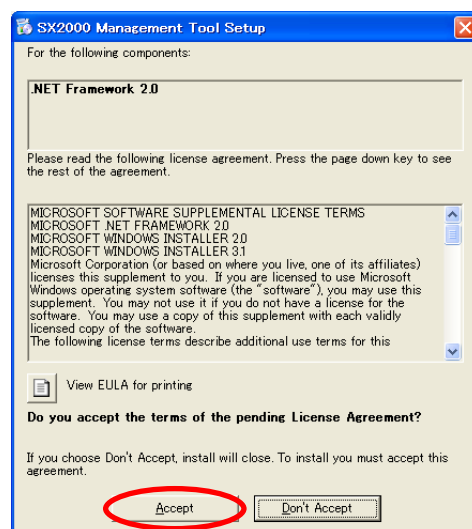 SX2000 Management Tool Setup
For the following components:
.NET Framework 2.0
Please read the following license agreement. Press the page down key to see
the rest of the agreement.
MICROSOFT SOFTWARE SUPPLEMENTAL LICENSE TERMS
MICROSOFT .NET FRAMEWORK 2.0
MICROSOFT WINDOWS INSTALLER 2.0
MICROSOFT WINDOWS INSTALLER 3.1
Microsoft Corporation (or based on where you live, one of its affiliates)
licenses this supplement to you. If you are licensed to use Microsoft
Windows operating system software (the "software"), you may use this
supplement. You may not use it if you do not have a license for the
software. You may use a copy of this supplement with each validly
licensed copy of the software.
The following license terms describe additional use terms for this
View EULA for printing
Do you accept the terms of the pending License Agreement?
If you choose Don't Accept, install will close. To install you must accept this
agreement.
Accept
Don't Accept